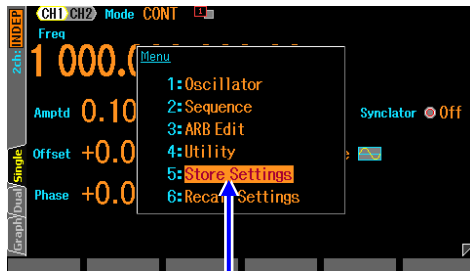 CH1 CH2 Mode CONT 1
2ch: INDEP
Freq
1 000.0
Menu
1:Oscillator
2:Sequence
3:ARB Edit
4:Utility
5:Store Settings
6:Recall Settings
Amptd 0.10
Synclator Off
Offset +0.0
Phase +0.0
Single
Graph Dual